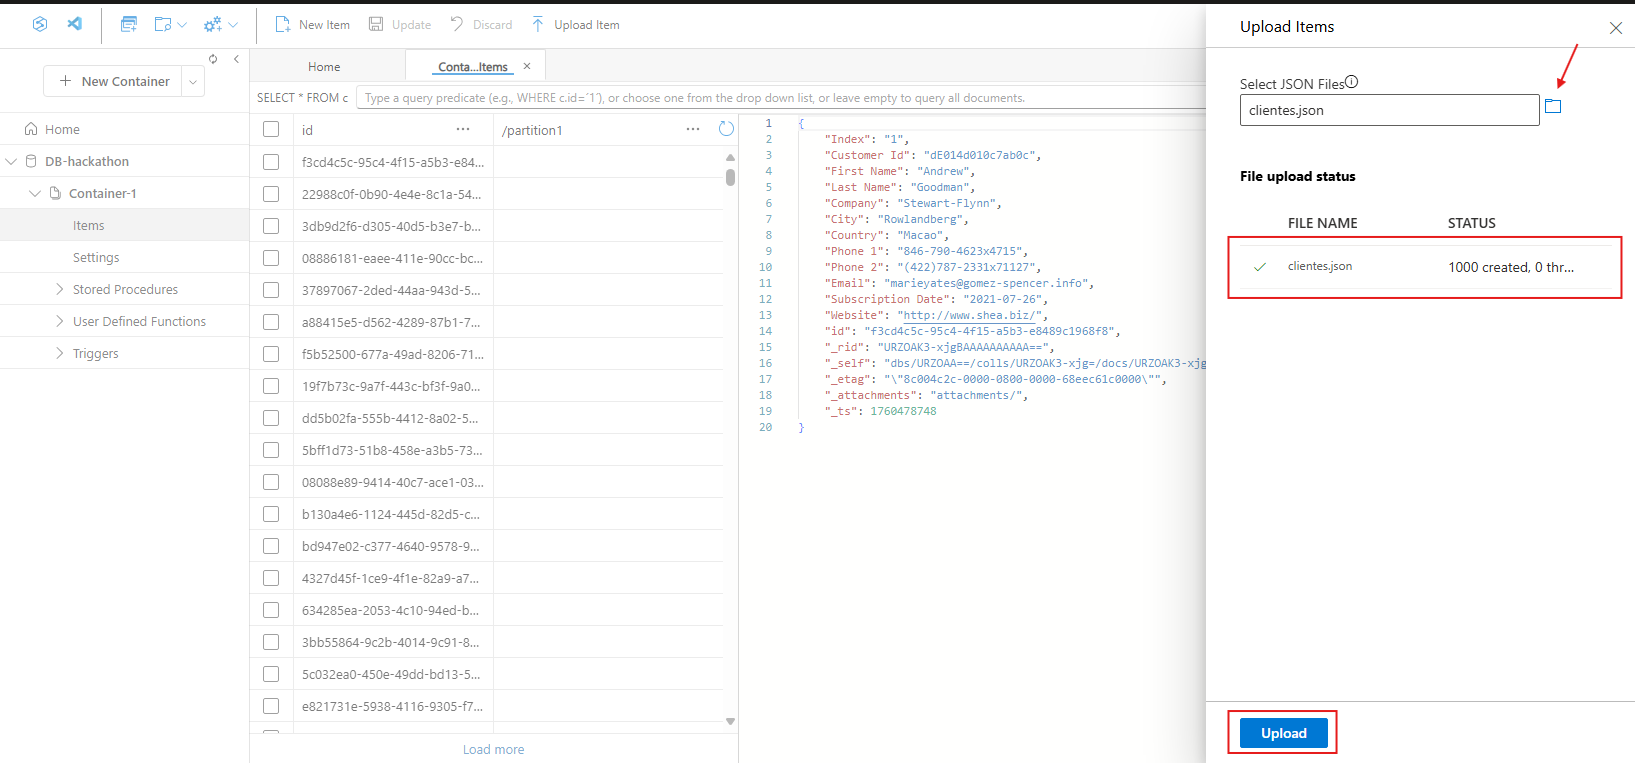 New Item
Update
Discard
Upload Item
New Container
Home
DB-hackathon
Container-1
Items
Settings
Stored Procedures
User Defined Functions
Triggers
Home
Conta...Items
SELECT * FROM c
Type a query predicate (e.g., WHERE c.id=´1´), or choose one from the drop down list, or leave empty to query all documents.
id ... /partition1 ...
f3cd4c5c-95c4-4f15-a5b3-e84...
22988c0f-0b90-4e4e-8c1a-54...
3db9d2f6-d305-40d5-b3e7-b...
08886181-eaee-411e-90cc-bc...
37897067-2ded-44aa-943d-5...
a88415e5-d562-4289-87b1-7...
f5b52500-677a-49ad-8206-71...
19f7b73c-9a7f-443c-bf3f-9a0...
dd5b02fa-555b-4412-8a02-5...
5bff1d73-51b8-458e-a3b5-73...
08088e89-9414-40c7-ace1-03...
b130a4e6-1124-445d-82d5-c...
bd947e02-c377-4640-9578-9...
4327d45f-1ce9-4f1e-82a9-a7...
634285ea-2053-4c10-94ed-b...
3bb55864-9c2b-4014-9c91-8...
5c032ea0-450e-49dd-bd13-5...
e821731e-5938-4116-9305-f7...
Load more
1 {
2 "Index": "1",
3 "Customer Id": "dE014d010c7ab0c",
4 "First Name": "Andrew",
5 "Last Name": "Goodman",
6 "Company": "Stewart-Flynn",
7 "City": "Rowlandberg",
8 "Country": "Macao",
9 "Phone 1": "846-790-4623x4715",
10 "Phone 2": "(422)787-2331x71127",
11 "Email": "marieyates@gomez-spencer.info",
12 "Subscription Date": "2021-07-26",
13 "Website": "http://www.shea.biz/",
14 "id": "f3cd4c5c-95c4-4f15-a5b3-e8489c1968f8",
15 "_rid": "URZOAK3-xjgBAAAAAAAAAA==",
16 "_self": "dbs/URZOAA==/colls/URZOAK3-xjg=/docs/URZOAK3-xjg
17 "_etag": "\"8c004c2c-0000-0800-0000-68eec61c0000\"",
18 "_attachments": "attachments/",
19 "_ts": 1760478748
20 }
Upload Items
Select JSON Files
clientes.json
File upload status
FILE NAME STATUS
clientes.json 1000 created, 0 thr...
Upload